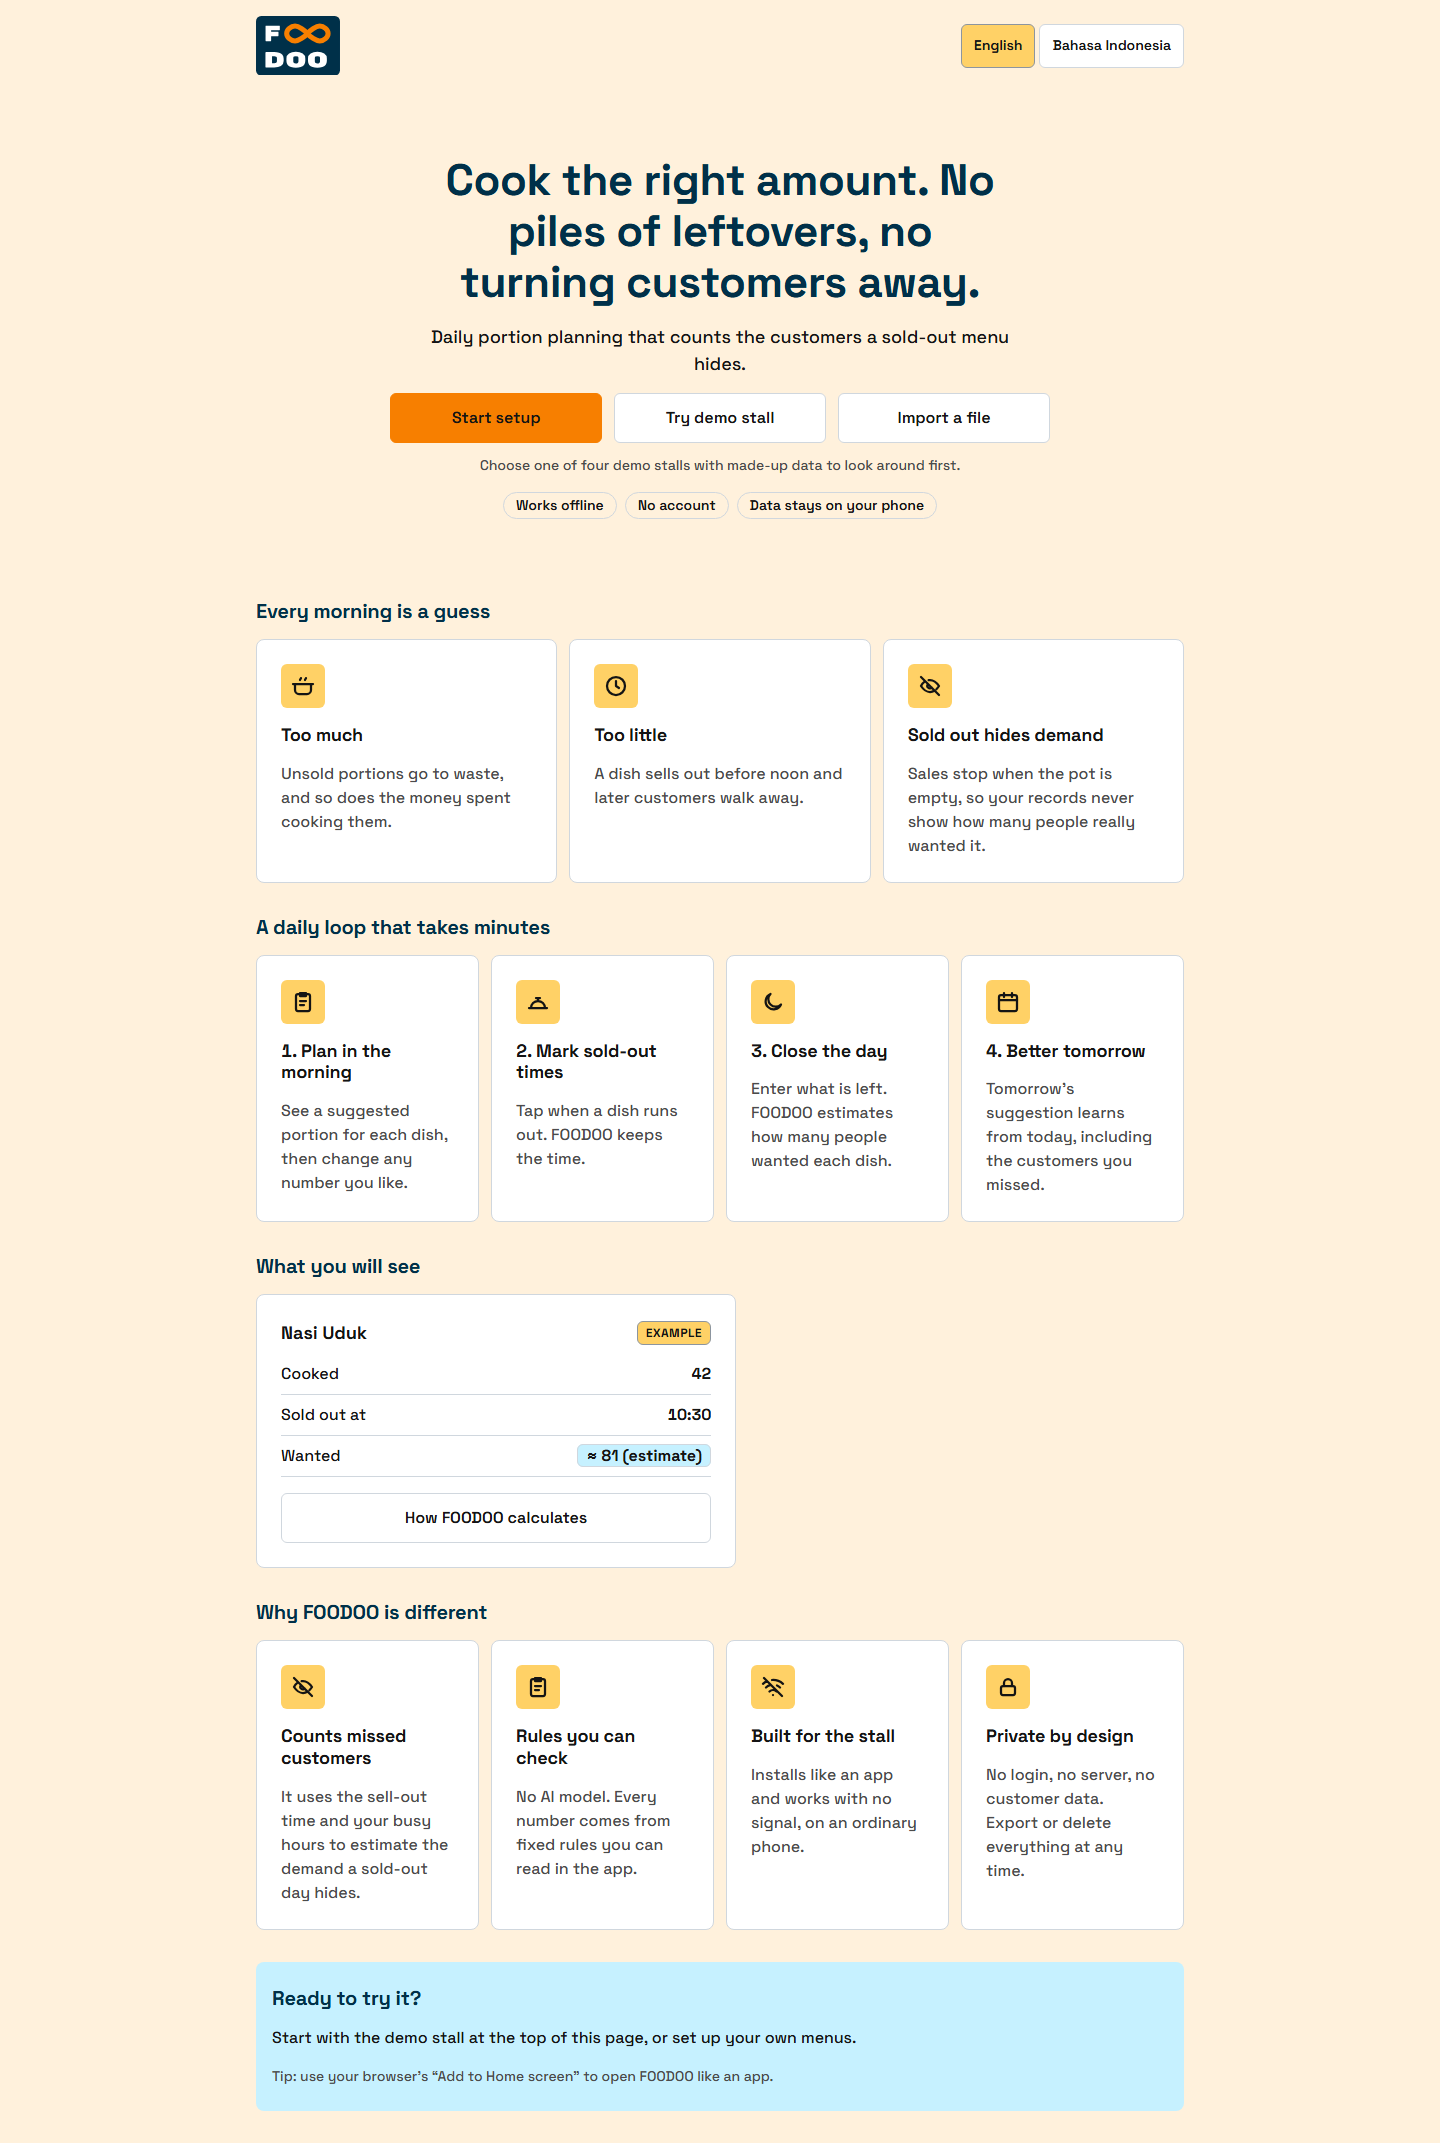 FOO
DOO
English
Bahasa Indonesia
Cook the right amount. No
piles of leftovers, no
turning customers away.
Daily portion planning that counts the customers a sold-out menu
hides.
Start setup
Try demo stall
Import a file
Choose one of four demo stalls with made-up data to look around first.
Works offline
No account
Data stays on your phone
Every morning is a guess
Too much
Unsold portions go to waste,
and so does the money spent
cooking them.
Too little
A dish sells out before noon and
later customers walk away.
Sold out hides demand
Sales stop when the pot is
empty, so your records never
show how many people really
wanted it.
A daily loop that takes minutes
1. Plan in the
morning
See a suggested
portion for each dish,
then change any
number you like.
2. Mark sold-out
times
Tap when a dish runs
out. FOODOO keeps
the time.
3. Close the day
Enter what is left.
FOODOO estimates
how many people
wanted each dish.
4. Better tomorrow
Tomorrow’s
suggestion learns
from today, including
the customers you
missed.
What you will see
Nasi Uduk
EXAMPLE
Cooked 42
Sold out at 10:30
Wanted ≈ 81 (estimate)
How FOODOO calculates
Why FOODOO is different
Counts missed
customers
It uses the sell-out
time and your busy
hours to estimate the
demand a sold-out
day hides.
Rules you can
check
No AI model. Every
number comes from
fixed rules you can
read in the app.
Built for the stall
Installs like an app
and works with no
signal, on an ordinary
phone.
Private by design
No login, no server, no
customer data.
Export or delete
everything at any
time.
Ready to try it?
Start with the demo stall at the top of this page, or set up your own menus.
Tip: use your browser’s “Add to Home screen” to open FOODOO like an app.